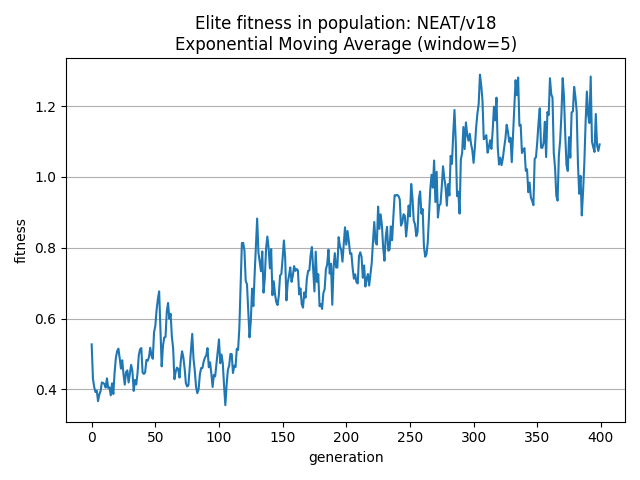 Elite fitness in population: NEAT/v18
Exponential Moving Average (window=5)
fitness
1.2
1.0
0.8
0.6
0.4
0 50 100 150 200 250 300 350 400
generation